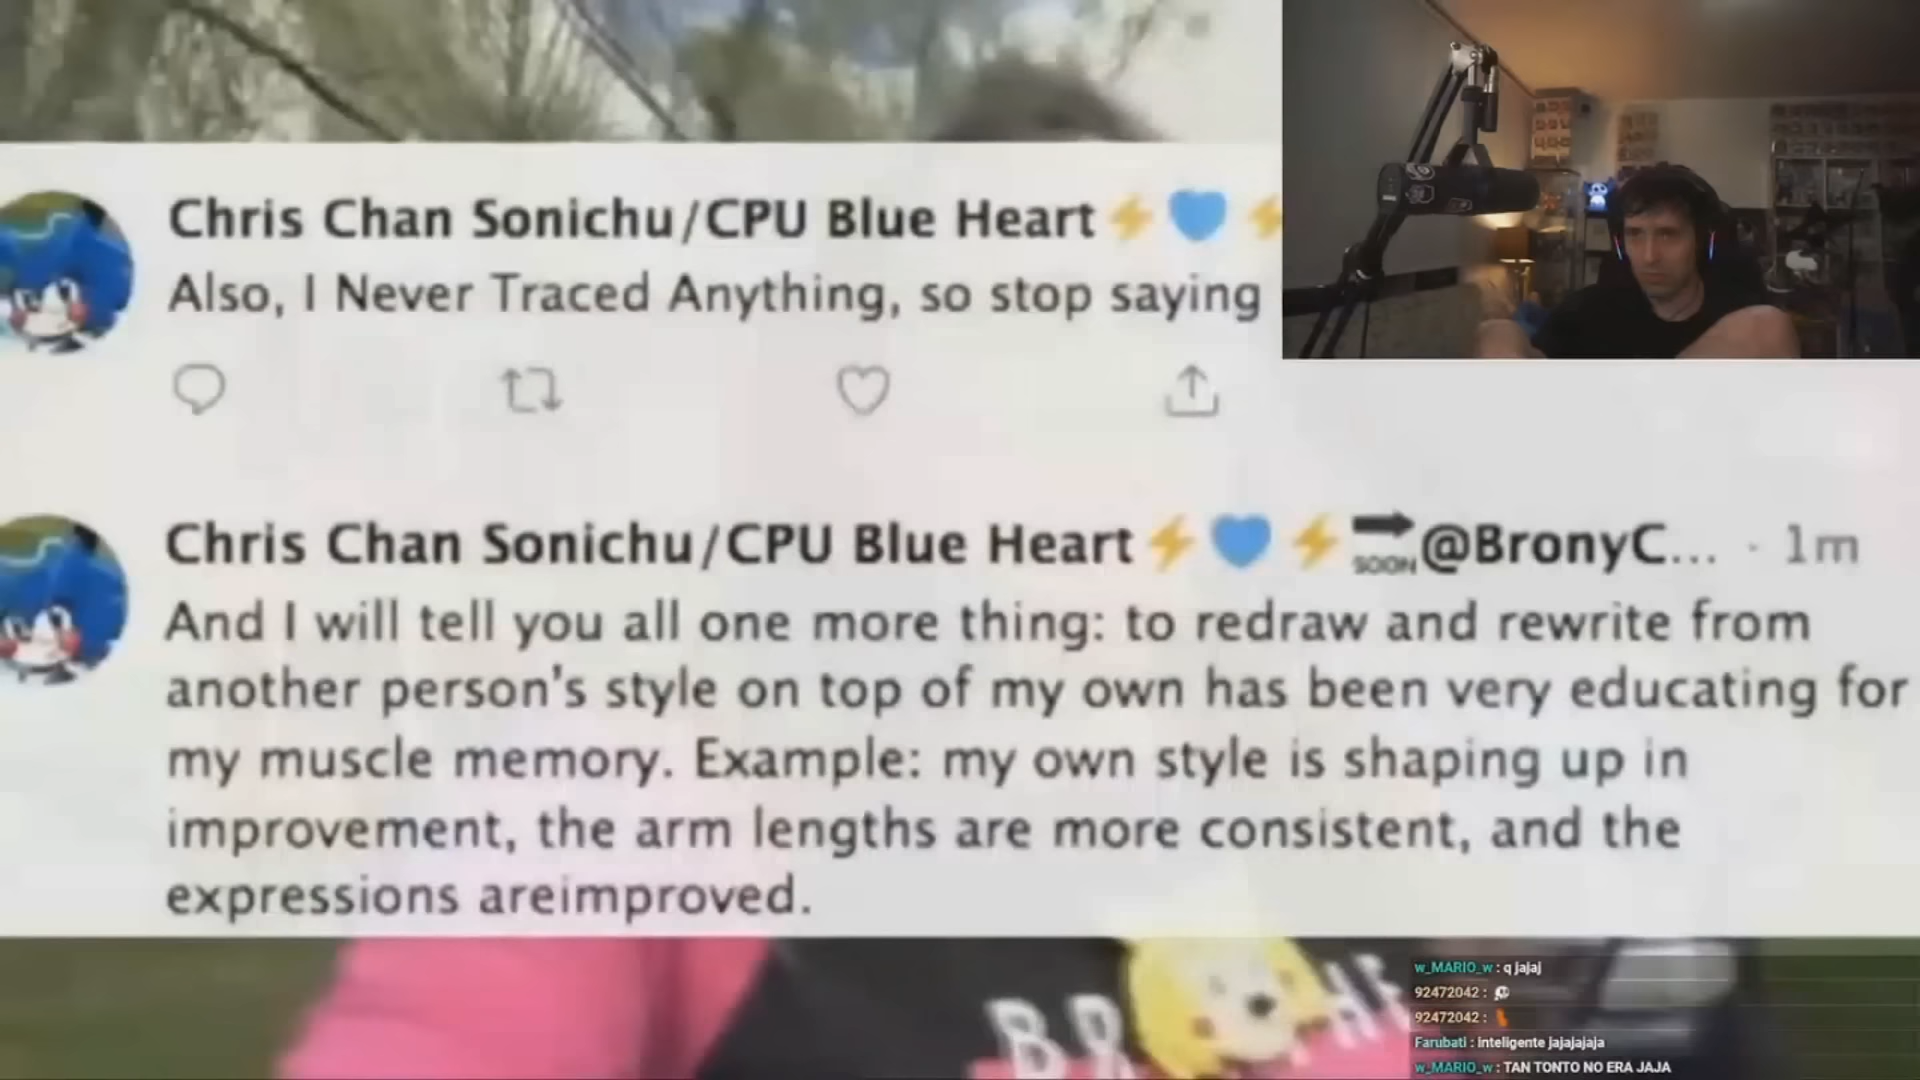 Chris Chan Sonichu/CPU Blue Heart⚡💙⚡
Also, I Never Traced Anything, so stop saying
Chris Chan Sonichu/CPU Blue Heart⚡💙⚡🔜@BronyC... · 1m
And I will tell you all one more thing: to redraw and rewrite from
another person's style on top of my own has been very educating for
my muscle memory. Example: my own style is shaping up in
improvement, the arm lengths are more consistent, and the
expressions areimproved.
w_MARIO_w : q jajaj
92472042 :
92472042 :
Farubati : inteligente jajajajaja
w_MARIO_w : TAN TONTO NO ERA JAJA